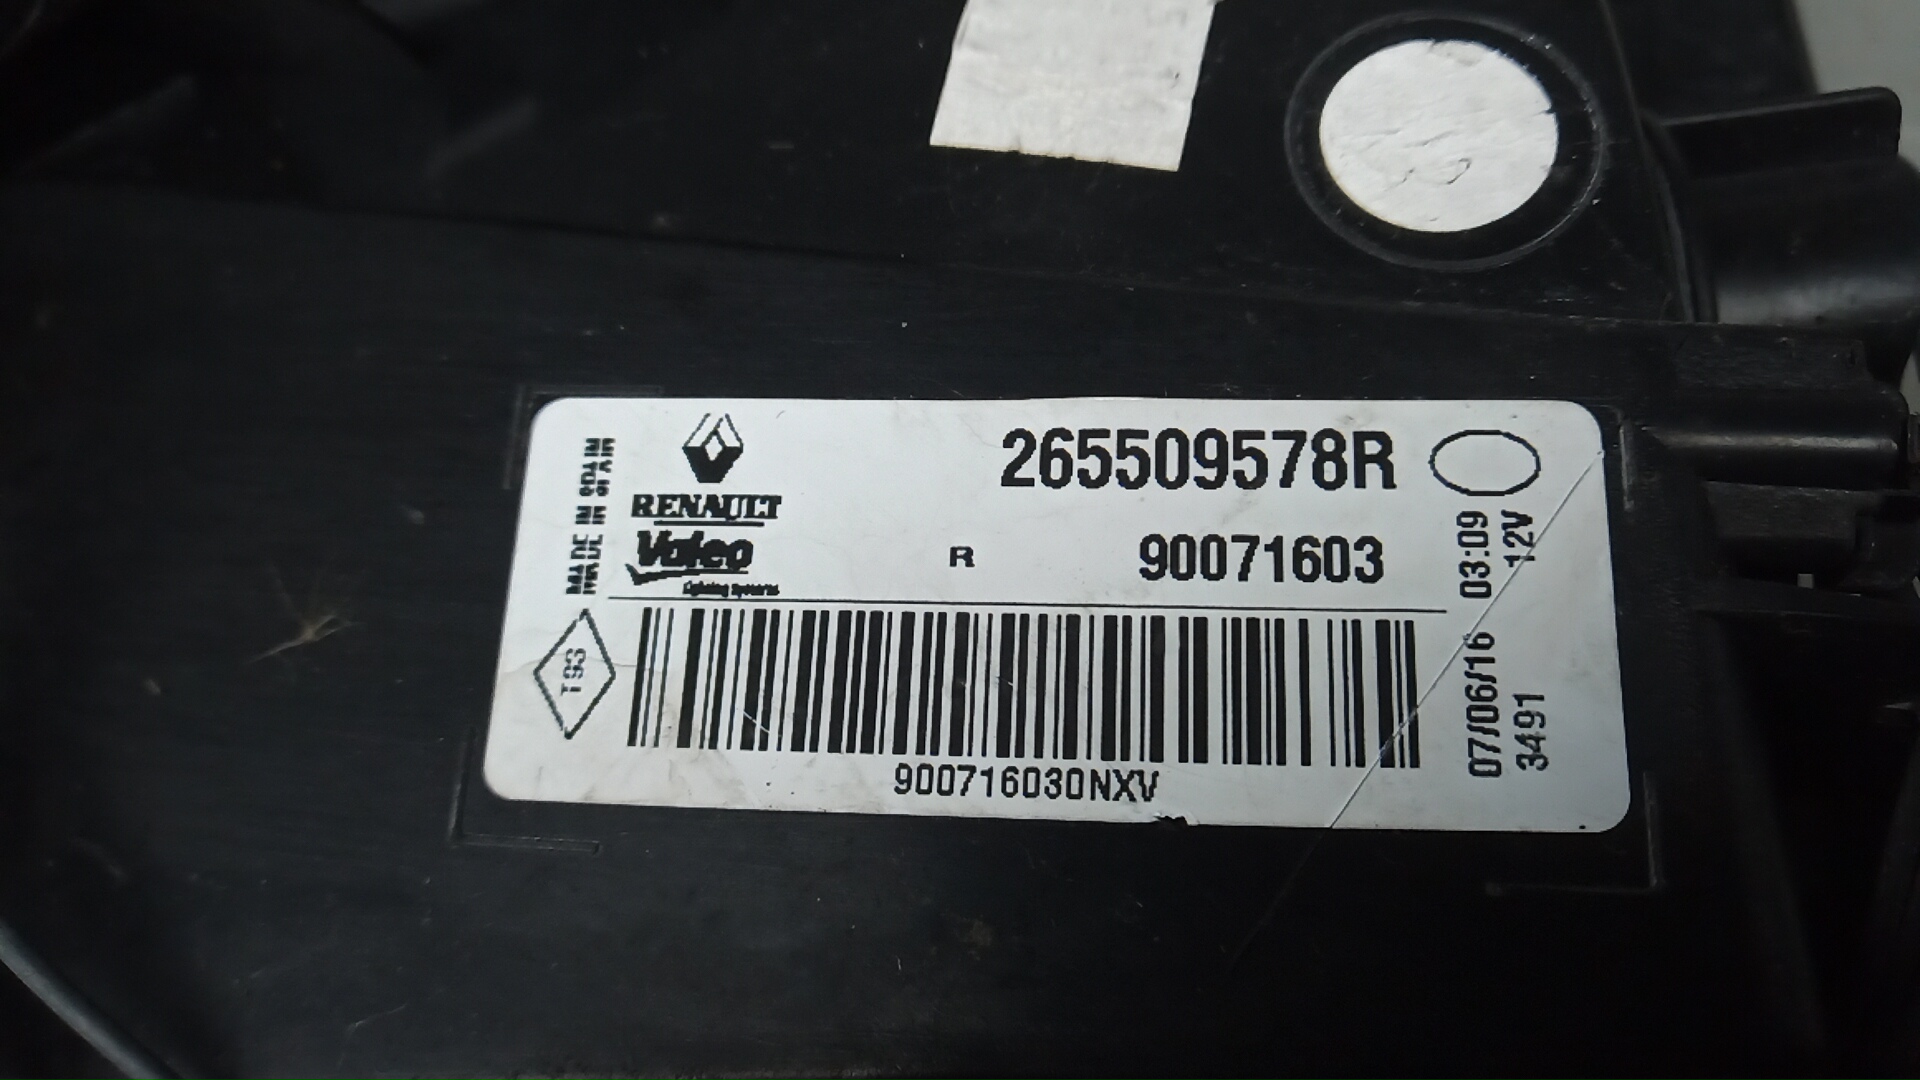 MADE IN SPAIN
RENAULT
Valeo
Lighting Systems
265509578R
R 90071603
03:09
12V
T93
900716030NXV
07/06/16
3491